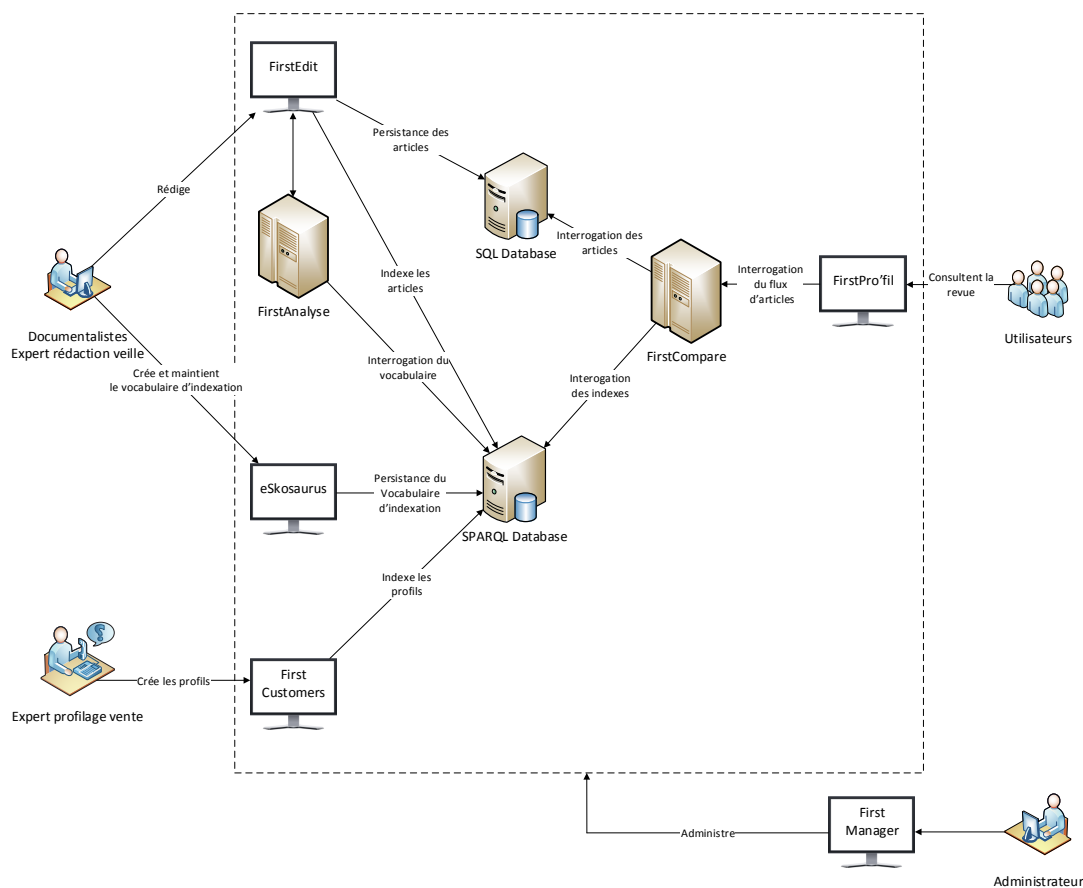 FirstEdit
Persistance des
articles
Rédige
SQL Database
Interrogation des
articles
Interrogation
du flux
d'articles
FirstPro'fil
Consultent la
revue
Utilisateurs
Indexe les
articles
FirstAnalyse
FirstCompare
Documentalistes
Expert rédaction veille
Interrogation du
vocabulaire
Crée et maintient
le vocabulaire d'indexation
Interogation
des indexes
eSkosaurus
Persistance du
Vocabulaire
d'indexation
SPARQL Database
Indexe les
profils
First
Customers
Crée les profils
Expert profilage vente
First
Manager
Administre
Administrateur